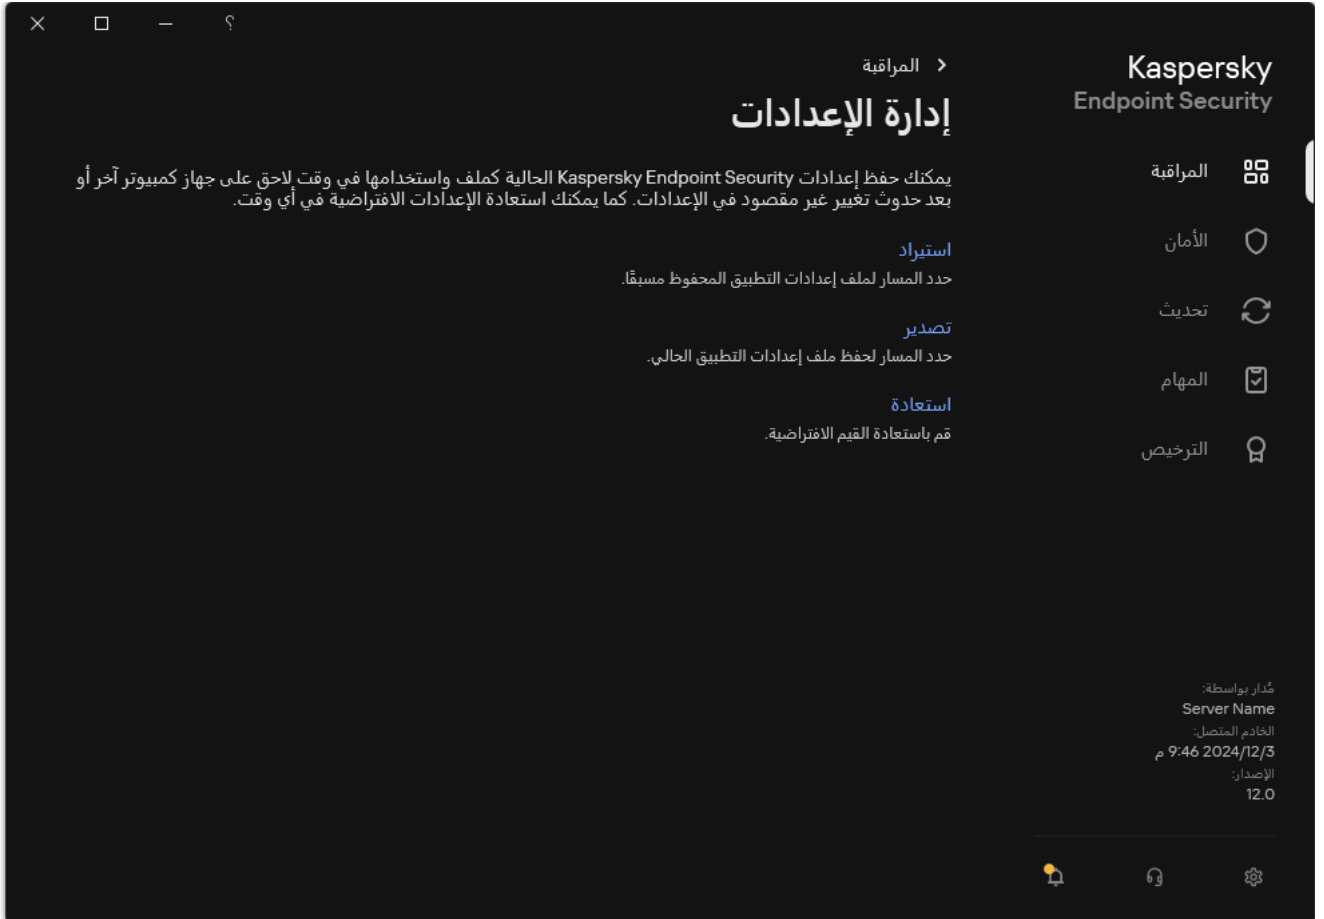 ؟
Kaspersky
Endpoint Security
المراقبة
الأمان
تحديث
المهام
الترخيص
مُدار بواسطة:
Server Name
الخادم المتصل:
2024/12/3 9:46 م
الإصدار:
12.0
المراقبة
إدارة الإعدادات
يمكنك حفظ إعدادات Kaspersky Endpoint Security الحالية كملف واستخدامها في وقت لاحق على جهاز كمبيوتر آخر أو
بعد حدوث تغيير غير مقصود في الإعدادات. كما يمكنك استعادة الإعدادات الافتراضية في أي وقت.
استيراد
حدد المسار لملف إعدادات التطبيق المحفوظ مسبقًا.
تصدير
حدد المسار لحفظ ملف إعدادات التطبيق الحالي.
استعادة
قم باستعادة القيم الافتراضية.